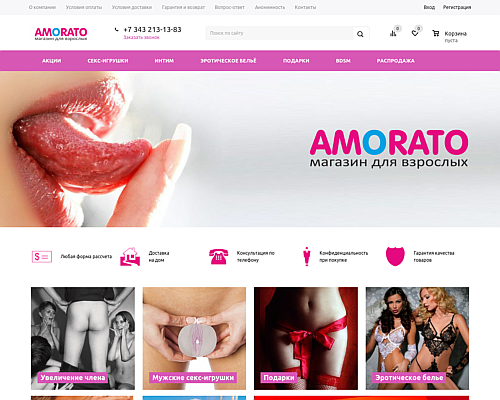 О компании Условия оплаты Условия доставки Гарантия и возврат Вопрос-ответ Анонимность Контакты Вход Регистрация
AMORATO
магазин для взрослых
+7 343 213-13-83
Заказать звонок
Поиск по сайту
0 0
Корзина
пуста
АКЦИИ СЕКС-ИГРУШКИ ИНТИМ ЭРОТИЧЕСКОЕ БЕЛЬЁ ПОДАРКИ BDSM РАСПРОДАЖА
AMORATO
магазин для взрослых
Любая форма рассчета
Доставка
на дом
Консультация по
телефону
Конфиденциальность
при покупке
Гарантия качества
товаров
Увеличение члена
Мужские секс-игрушки
Подарки
Эротическое белье